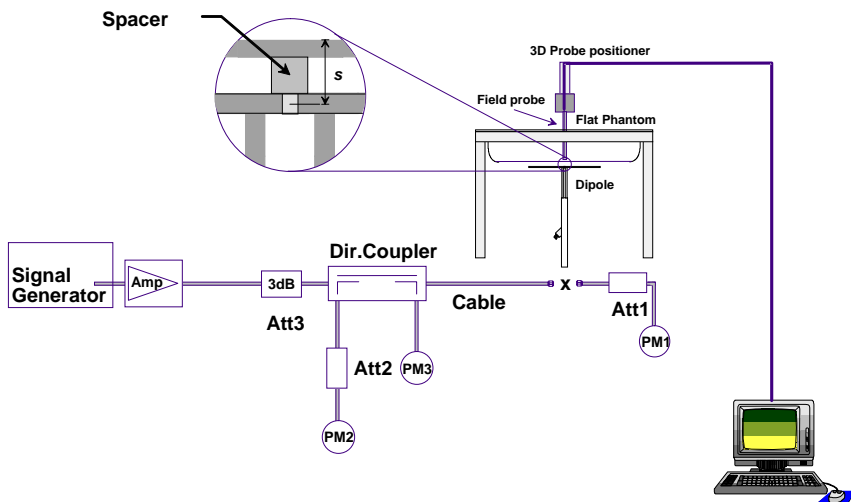 Spacer
s
3D Probe positioner
Field probe
Flat Phantom
Dipole
Signal
Generator
Amp
3dB
Att3
Dir.Coupler
Cable
x
Att1
PM1
Att2
PM3
PM2